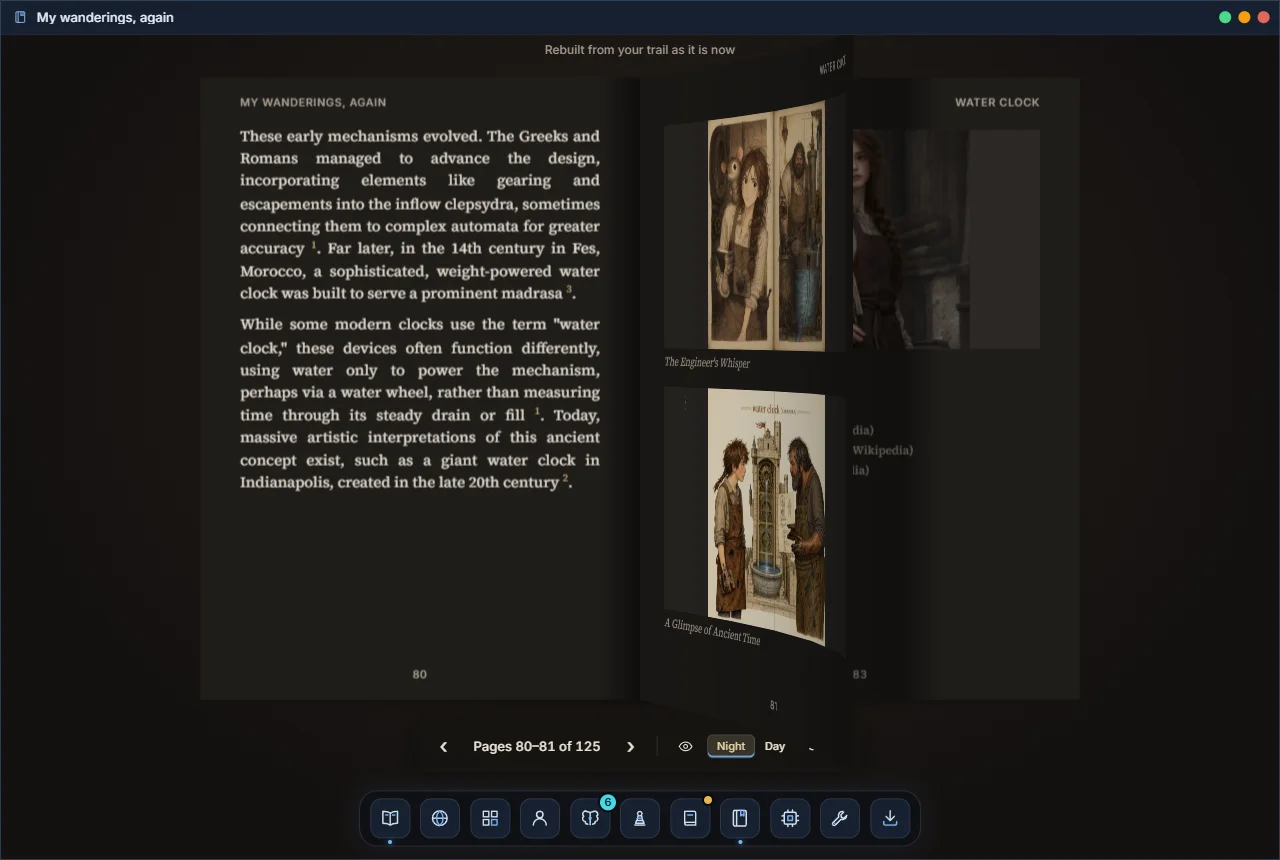 My wanderings, again
Rebuilt from your trail as it is now
MY WANDERINGS, AGAIN
These early mechanisms evolved. The Greeks and
Romans managed to advance the design,
incorporating elements like gearing and
escapements into the inflow clepsydra, sometimes
connecting them to complex automata for greater
accuracy 1. Far later, in the 14th century in Fes,
Morocco, a sophisticated, weight-powered water
clock was built to serve a prominent madrasa 3.
While some modern clocks use the term "water
clock," these devices often function differently,
using water only to power the mechanism,
perhaps via a water wheel, rather than measuring
time through its steady drain or fill 1. Today,
massive artistic interpretations of this ancient
concept exist, such as a giant water clock in
Indianapolis, created in the late 20th century 2.
80
WATER
The Engineer's Whisper
water clock
A Glimpse of Ancient Time
81
WATER CLOCK
dia)
Wikipedia)
lia)
83
Pages 80–81 of 125
Night
Day
6